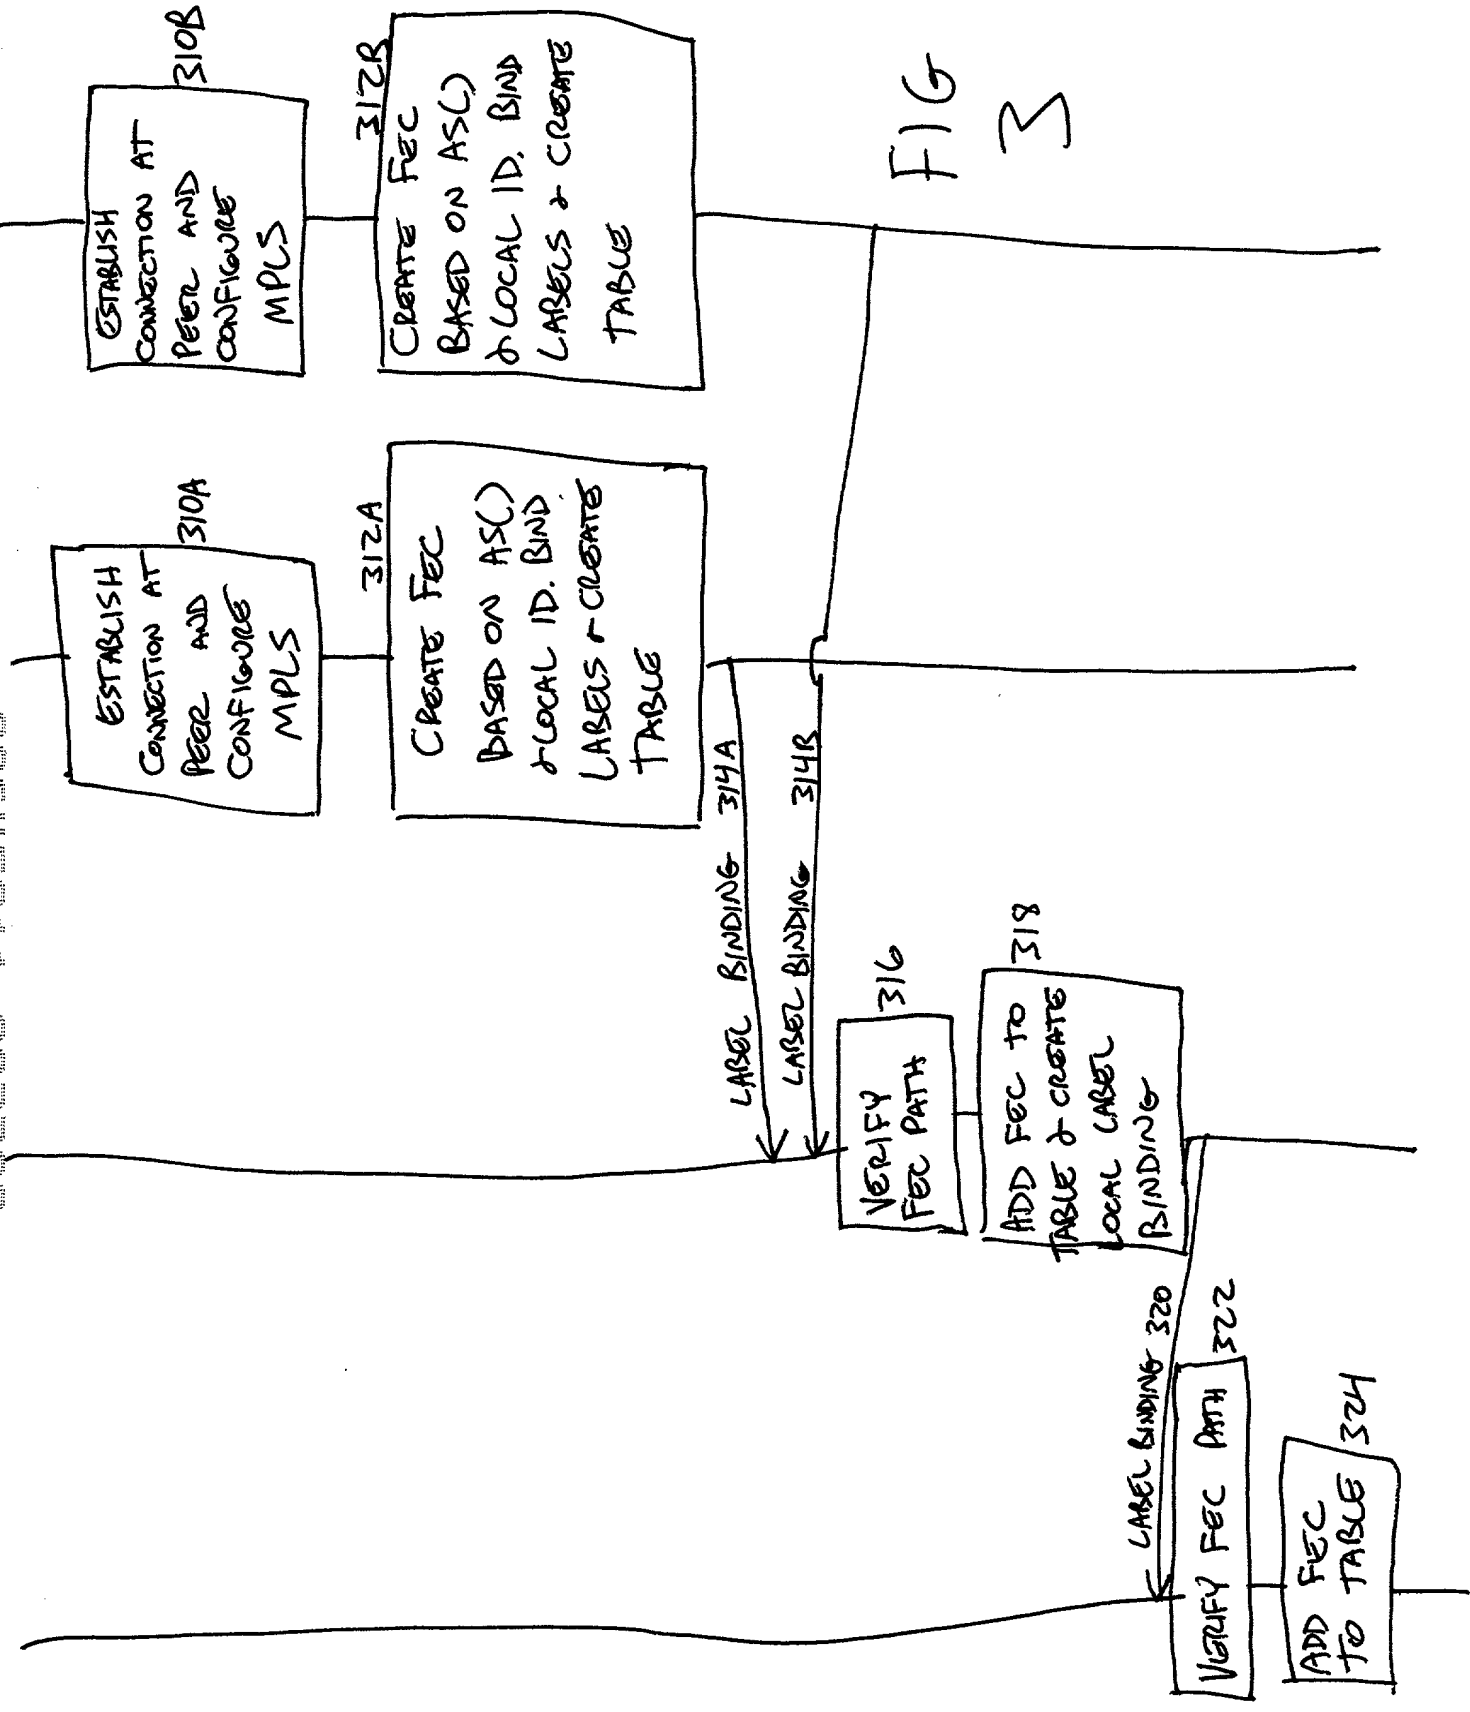 310B
ESTABLISH
CONNECTION AT
PEER AND
CONFIGURE
MPLS
312B
CREATE FEC
BASED ON AS()
& LOCAL ID. BIND
LABELS & CREATE
TABLE
310A
ESTABLISH
CONNECTION AT
PEER AND
CONFIGURE
MPLS
312A
CREATE FEC
BASED ON AS()
& LOCAL ID. BIND
LABELS & CREATE
TABLE
LABEL BINDING 314A
LABEL BINDING 314B
316
VERIFY
FEC PATH
318
ADD FEC TO
TABLE & CREATE
LOCAL LABEL
BINDING
LABEL BINDING 320
322
VERIFY FEC PATH
324
ADD FEC
TO TABLE
FIG
3